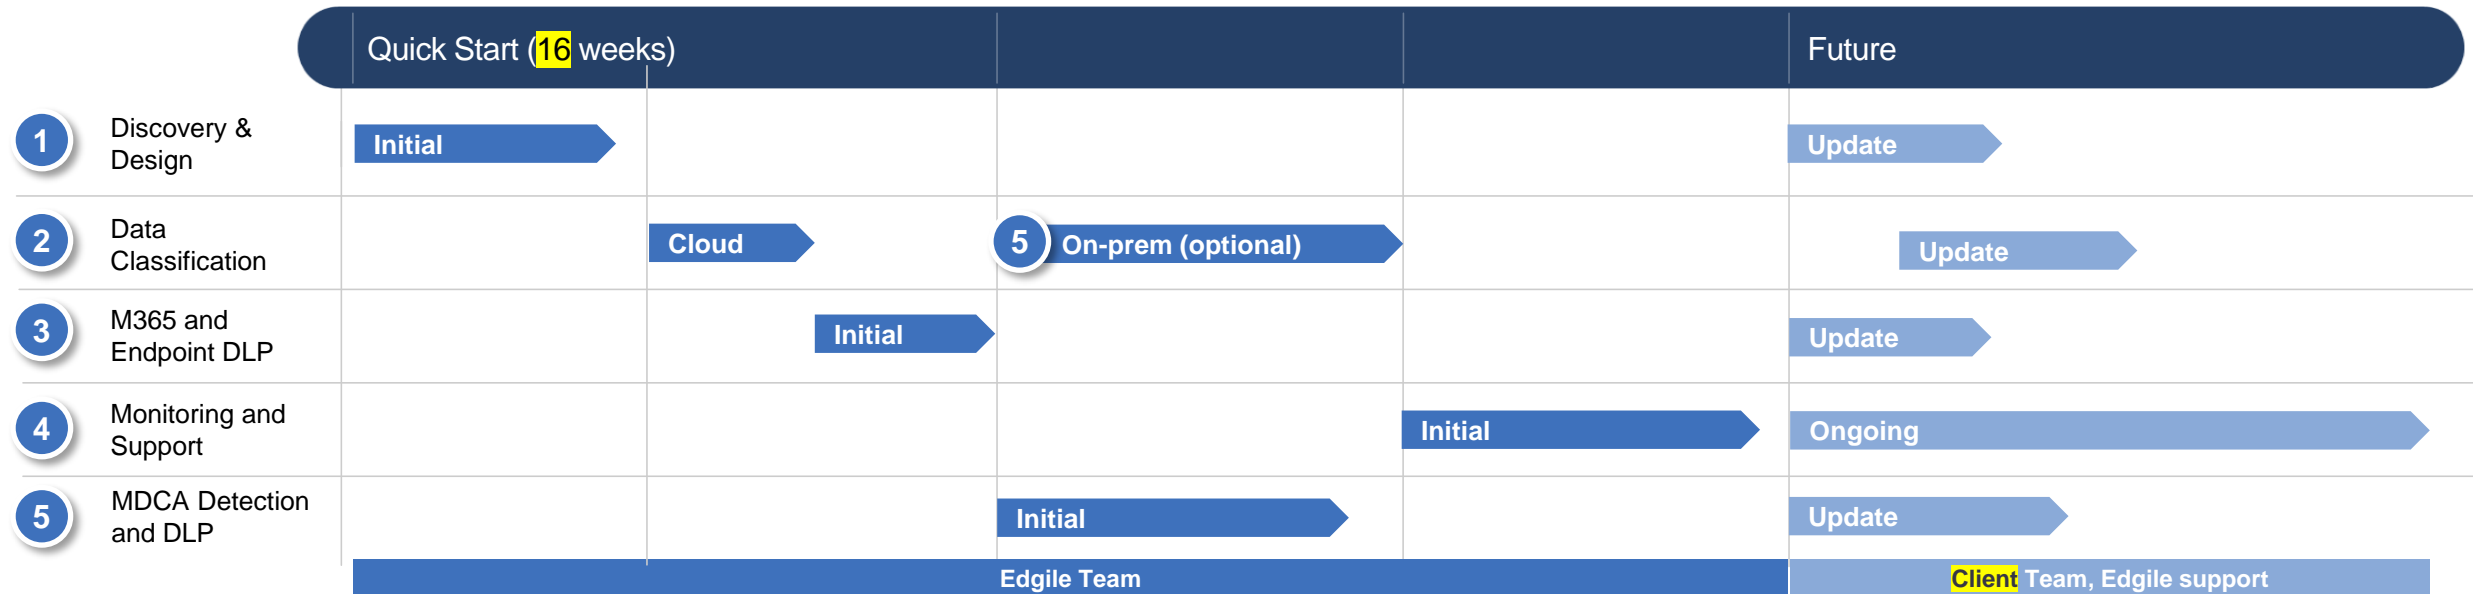 Quick Start (16 weeks)
Future
1
Discovery &
Design
Initial
Update
2
Data
Classification
Cloud
5
On-prem (optional)
Update
3
M365 and
Endpoint DLP
Initial
Update
4
Monitoring and
Support
Initial
Ongoing
5
MDCA Detection
and DLP
Initial
Update
Edgile Team
Client Team, Edgile support